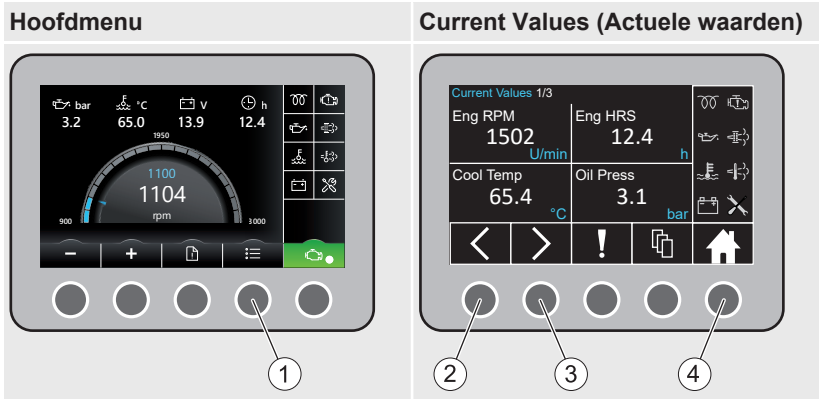 Hoofdmenu
Current Values (Actuele waarden)
bar °C V h
3.2 65.0 13.9 12.4
1950
1100
1104
rpm
900 3000
− +
1
Current Values 1/3
Eng RPM Eng HRS
1502 12.4
U/min h
Cool Temp Oil Press
65.4 3.1
°C bar
< > !
2 3 4